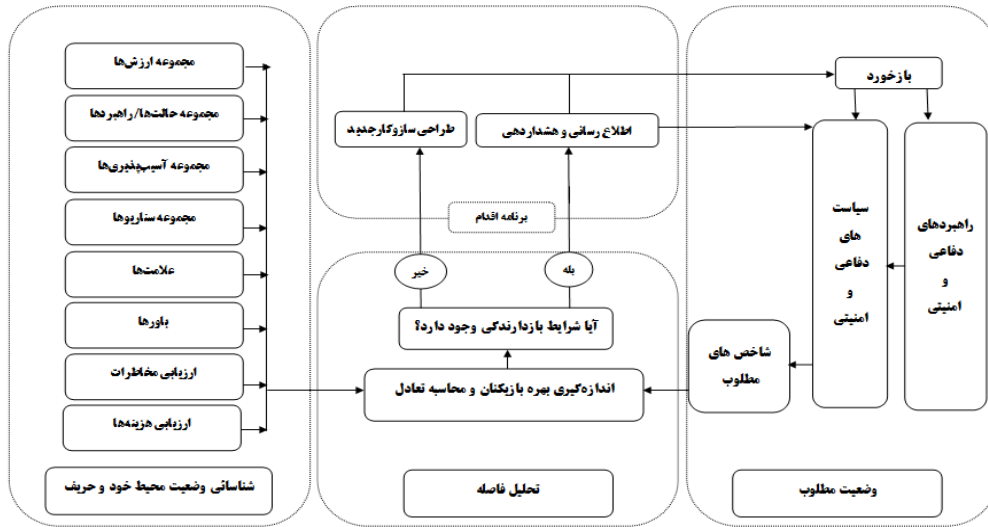 بازخورد
راهبردهای
دفاعی
و
امنیتی
سیاست
های
دفاعی
و
امنیتی
شاخص های
مطلوب
وضعیت مطلوب
اطلاع رسانی و هشداردهی
طراحی سازوکارجدید
برنامه اقدام
بله
خیر
آیا شرایط بازدارندگی وجود دارد؟
اندازه‌گیری بهره بازیکنان و محاسبه تعادل
تحلیل فاصله
مجموعه ارزش‌ها
مجموعه حالت‌ها/راهبردها
مجموعه آسیب‌پذیری‌ها
مجموعه سناریوها
علامت‌ها
باورها
ارزیابی مخاطرات
ارزیابی هزینه‌ها
شناسائی وضعیت محیط خود و حریف